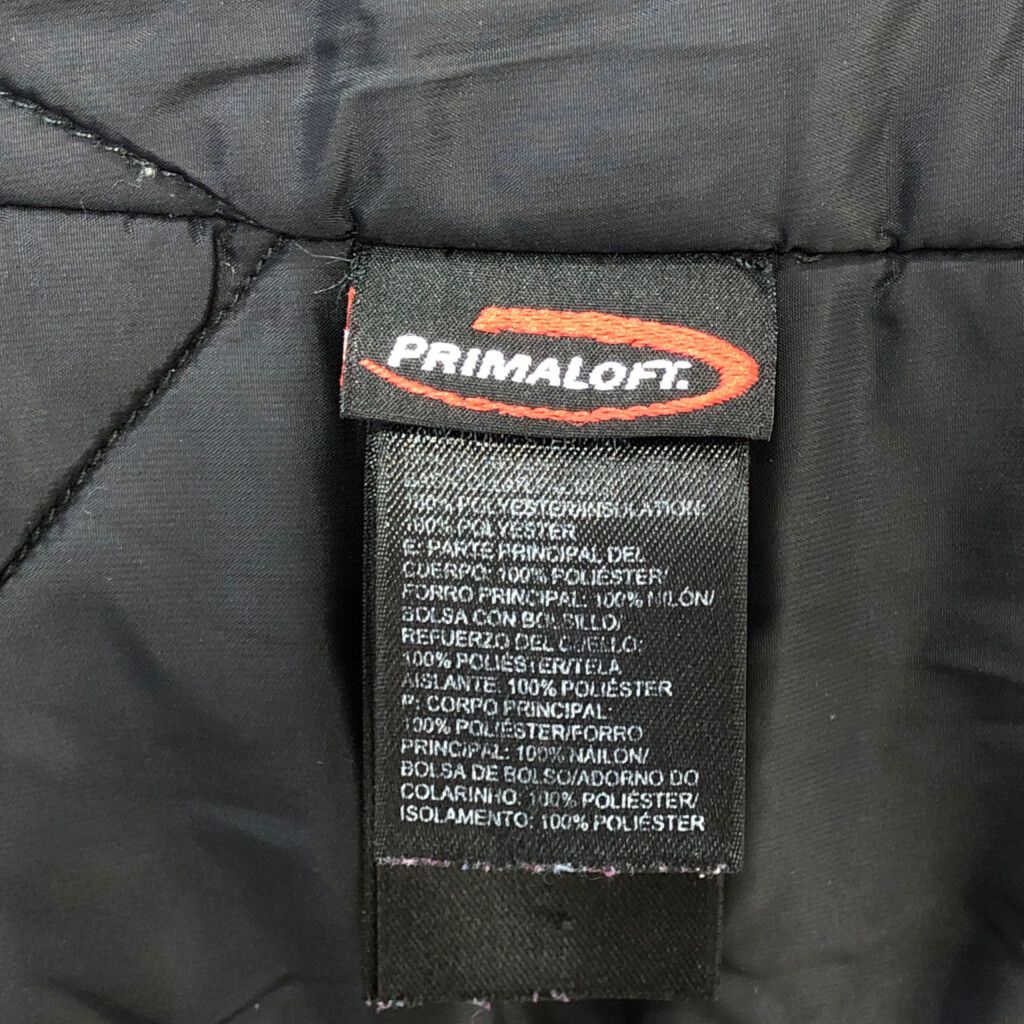 PRIMALOFT.
100% POLYESTER/INSULATION:
100% POLYESTER
E: PARTE PRINCIPAL DEL
CUERPO: 100% POLIÉSTER/
FORRO PRINCIPAL: 100% NILÓN/
BOLSA CON BOLSILLO/
REFUERZO DEL CUELLO:
100% POLIÉSTER/TELA
AISLANTE: 100% POLIÉSTER
P: CORPO PRINCIPAL:
100% POLIÉSTER/FORRO
PRINCIPAL: 100% NÁILON/
BOLSA DE BOLSO/ADORNO DO
COLARINHO: 100% POLIÉSTER/
ISOLAMENTO: 100% POLIÉSTER